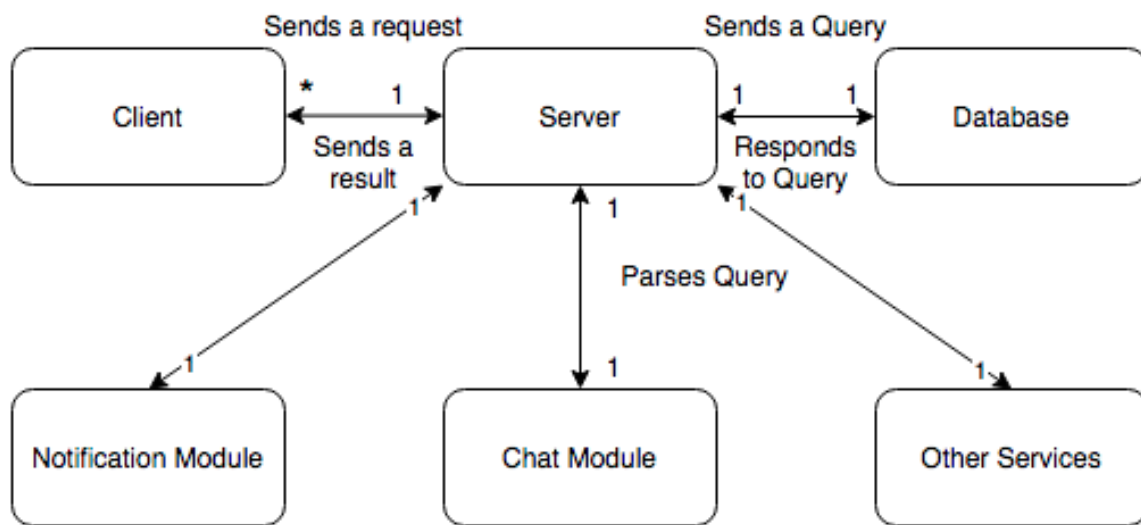 Sends a request
Sends a Query
Client
*
1
Server
1
1
Database
Sends a
result
Responds
to Query
1
1
1
Parses Query
1
1
1
Notification Module
Chat Module
Other Services